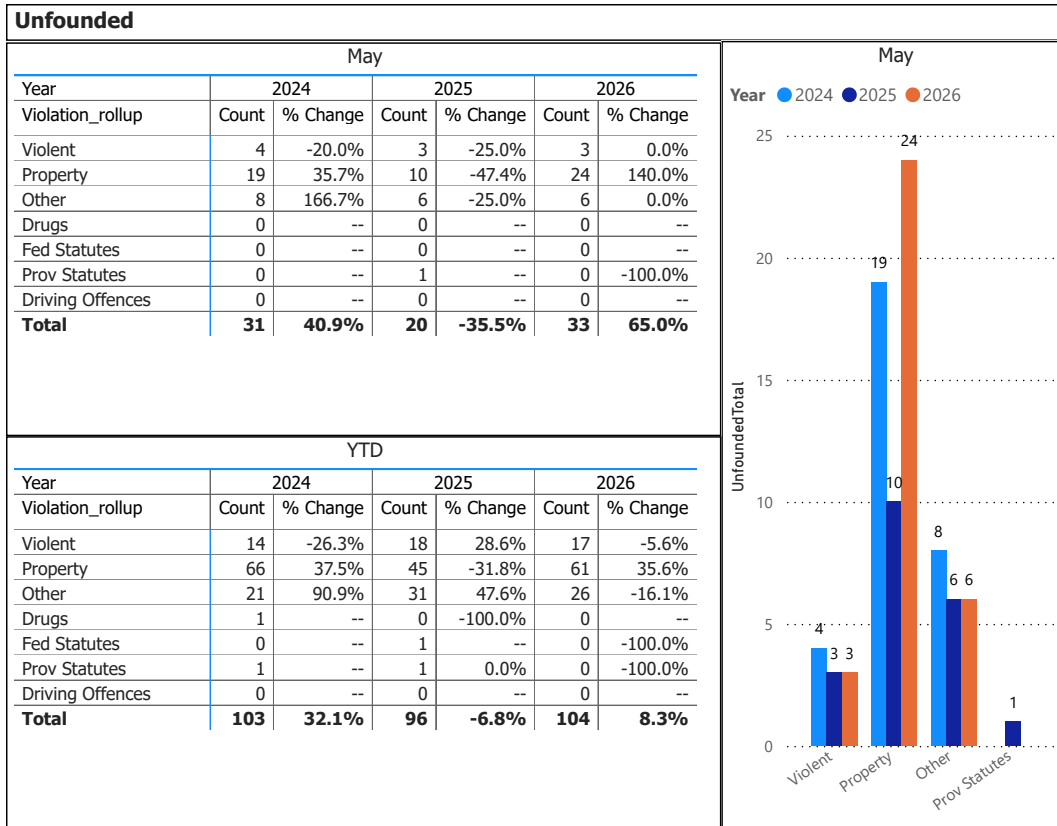 Unfounded
May
Year 2024 2025 2026
Violation_rollup Count % Change Count % Change Count % Change
Violent 4 -20.0% 3 -25.0% 3 0.0%
Property 19 35.7% 10 -47.4% 24 140.0%
Other 8 166.7% 6 -25.0% 6 0.0%
Drugs 0 -- 0 -- 0 --
Fed Statutes 0 -- 0 -- 0 --
Prov Statutes 0 -- 1 -- 0 -100.0%
Driving Offences 0 -- 0 -- 0 --
Total 31 40.9% 20 -35.5% 33 65.0%
YTD
Year 2024 2025 2026
Violation_rollup Count % Change Count % Change Count % Change
Violent 14 -26.3% 18 28.6% 17 -5.6%
Property 66 37.5% 45 -31.8% 61 35.6%
Other 21 90.9% 31 47.6% 26 -16.1%
Drugs 1 -- 0 -100.0% 0 --
Fed Statutes 0 -- 1 -- 0 -100.0%
Prov Statutes 1 -- 1 0.0% 0 -100.0%
Driving Offences 0 -- 0 -- 0 --
Total 103 32.1% 96 -6.8% 104 8.3%
May
Year 2024 2025 2026
UnfoundedTotal
25
20
15
10
5
0
4 3 3
19 10 24
8 6 6
1
Violent Property Other Prov Statutes